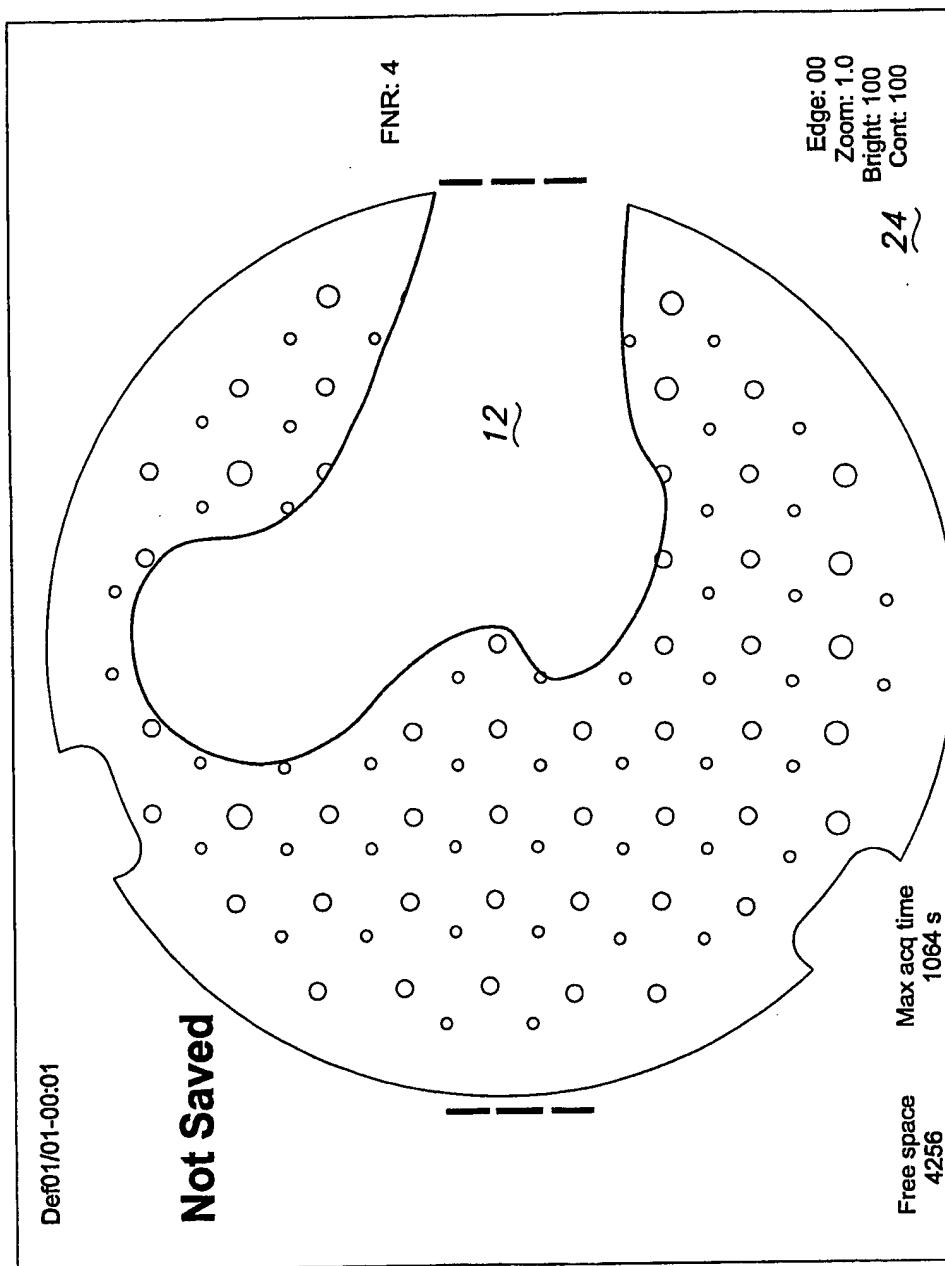 Def01/01-00:01
Not Saved
FNR: 4
12
24
Free space
4256
Max acq time
1064 s
Edge: 00
Zoom: 1.0
Bright: 100
Cont: 100